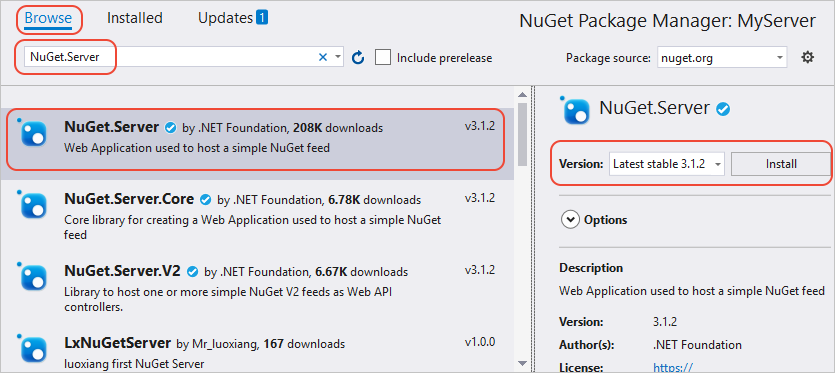 Browse Installed Updates 1 NuGet Package Manager: MyServer
NuGet.Server Include prerelease Package source: nuget.org
NuGet.Server by .NET Foundation, 208K downloads v3.1.2
Web Application used to host a simple NuGet feed
NuGet.Server.Core by .NET Foundation, 6.78K downloads v3.1.2
Core library for creating a Web Application used to host a simple NuGet
feed
NuGet.Server.V2 by .NET Foundation, 6.67K downloads v3.1.2
Library to host one or more simple NuGet V2 feeds as Web API
controllers.
LxNuGetServer by Mr_luoxiang, 167 downloads v1.0.0
luoxiang first NuGet Server
NuGet.Server
Version: Latest stable 3.1.2 Install
Options
Description
Web Application used to host a simple NuGet feed
Version: 3.1.2
Author(s): .NET Foundation
License: https://